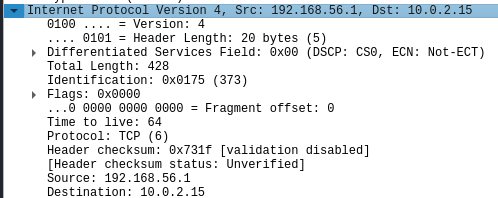 Internet Protocol Version 4, Src: 192.168.56.1, Dst: 10.0.2.15
0100 .... = Version: 4
.... 0101 = Header Length: 20 bytes (5)
Differentiated Services Field: 0x00 (DSCP: CS0, ECN: Not-ECT)
Total Length: 428
Identification: 0x0175 (373)
Flags: 0x0000
...0 0000 0000 0000 = Fragment offset: 0
Time to live: 64
Protocol: TCP (6)
Header checksum: 0x731f [validation disabled]
[Header checksum status: Unverified]
Source: 192.168.56.1
Destination: 10.0.2.15